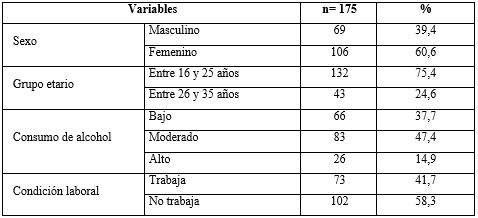 Variables n= 175 %
Sexo Masculino 69 39,4
Femenino 106 60,6
Grupo etario Entre 16 y 25 años 132 75,4
Entre 26 y 35 años 43 24,6
Consumo de alcohol Bajo 66 37,7
Moderado 83 47,4
Alto 26 14,9
Condición laboral Trabaja 73 41,7
No trabaja 102 58,3